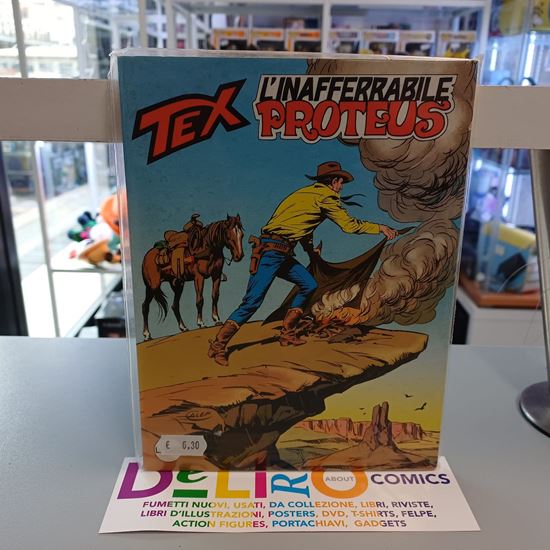 TEX
L'INAFFERRABILE
PROTEUS
€ 6.30
DeLiRO ABOUT COMICS
FUMETTI NUOVI, USATI, DA COLLEZIONE, LIBRI, RIVISTE,
LIBRI D'ILLUSTRAZIONI, POSTERS, DVD, T-SHIRTS, FELPE,
ACTION FIGURES, PORTACHIAVI, GADGETS